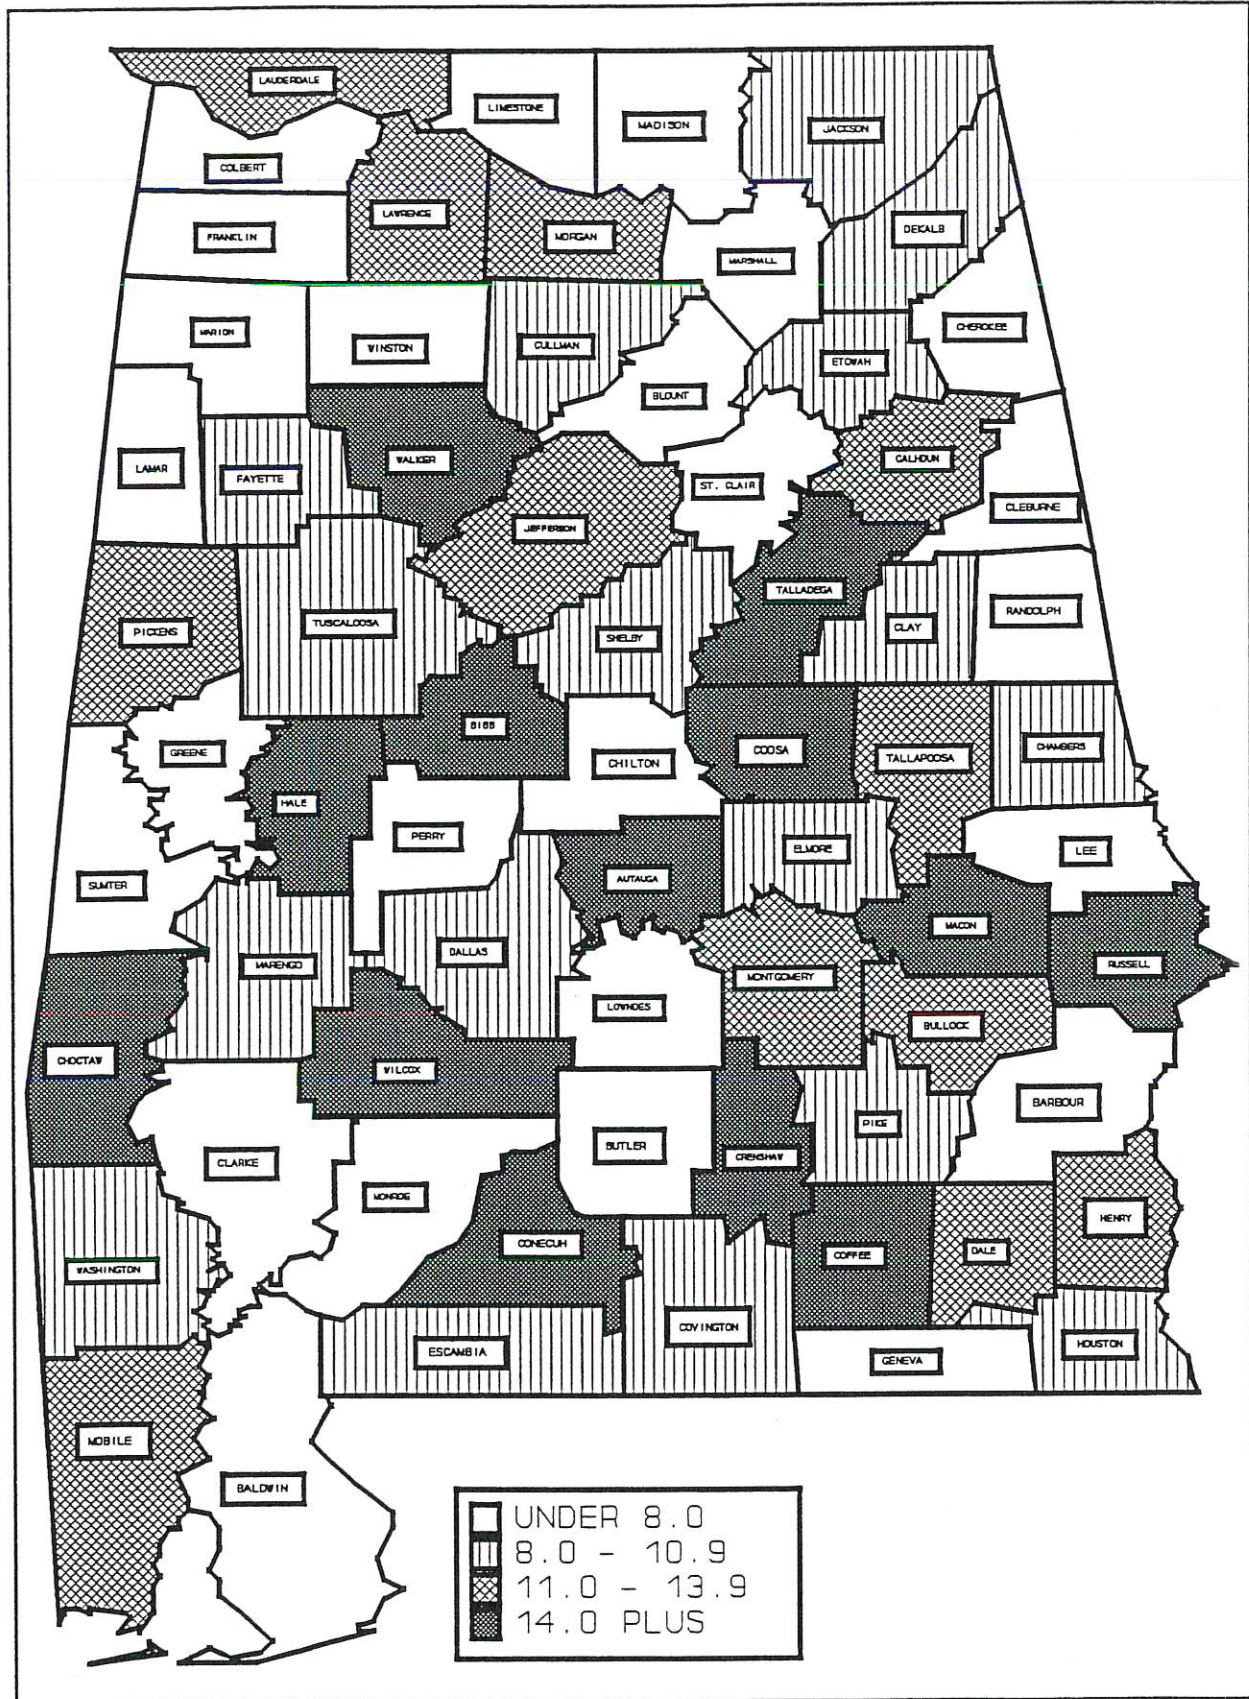 LAUDERDALE
LIMESTONE
MADISON
JACKSON
COLBERT
LAWRENCE
FRANKLIN
MORGAN
DEKALB
MARSHALL
MARION
WINSTON
CULLMAN
CHEROKEE
ETOWAH
BLOUNT
LAMAR
FAYETTE
WALKER
CALHOUN
ST. CLAIR
CLEBURNE
JEFFERSON
TALLADEGA
RANDOLPH
PICKENS
TUSCALOOSA
SHELBY
CLAY
BIBB
GREENE
CHILTON
COOSA
TALLAPOOSA
CHAMBERS
HALE
PERRY
ELMORE
LEE
SUMTER
AUTAUGA
MACON
MARENGO
DALLAS
MONTGOMERY
RUSSELL
LOWNDES
BULLOCK
CHOCTAW
WILCOX
BARBOUR
PIKE
CLARKE
BUTLER
CRENSHAW
MONROE
HENRY
CONECUH
COFFEE
DALE
WASHINGTON
COVINGTON
ESCAMBIA
GENEVA
HOUSTON
MOBILE
BALDWIN
UNDER 8.0
8.0 - 10.9
11.0 - 13.9
14.0 PLUS